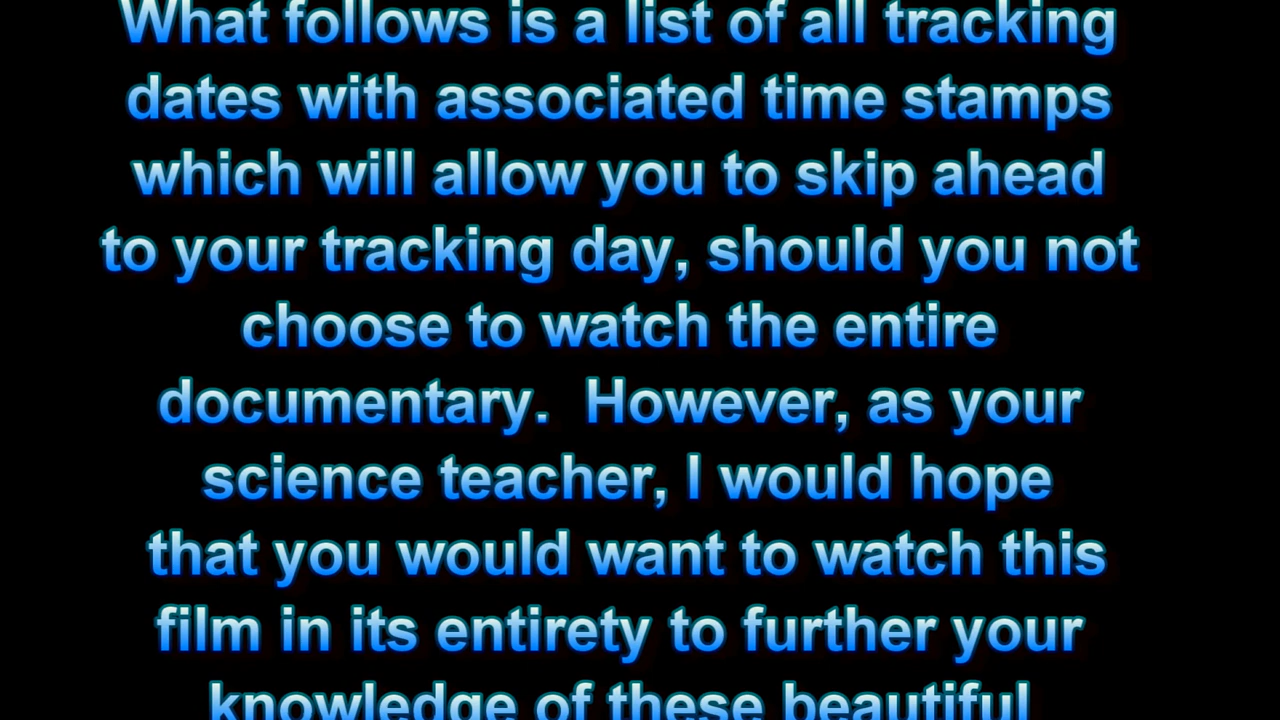 What follows is a list of all tracking
dates with associated time stamps
which will allow you to skip ahead
to your tracking day, should you not
choose to watch the entire
documentary.  However, as your
science teacher, I would hope
that you would want to watch this
film in its entirety to further your
knowledge of these beautiful